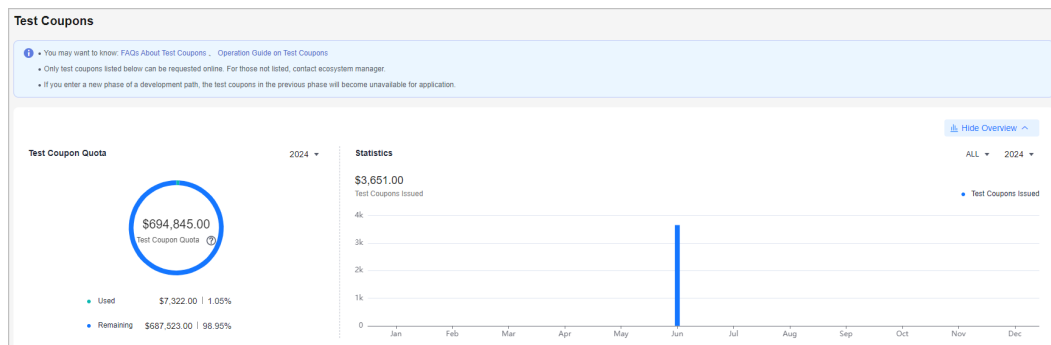 Test Coupons
• You may want to know: FAQs About Test Coupons 、 Operation Guide on Test Coupons
• Only test coupons listed below can be requested online. For those not listed, contact ecosystem manager.
• If you enter a new phase of a development path, the test coupons in the previous phase will become unavailable for application.
Hide Overview
Test Coupon Quota
2024
$694,845.00
Test Coupon Quota
Used $7,322.00 | 1.05%
Remaining $687,523.00 | 98.95%
Statistics
ALL 2024
$3,651.00
Test Coupons Issued
Test Coupons Issued
4k
3k
2k
1k
0
Jan Feb Mar Apr May Jun Jul Aug Sep Oct Nov Dec